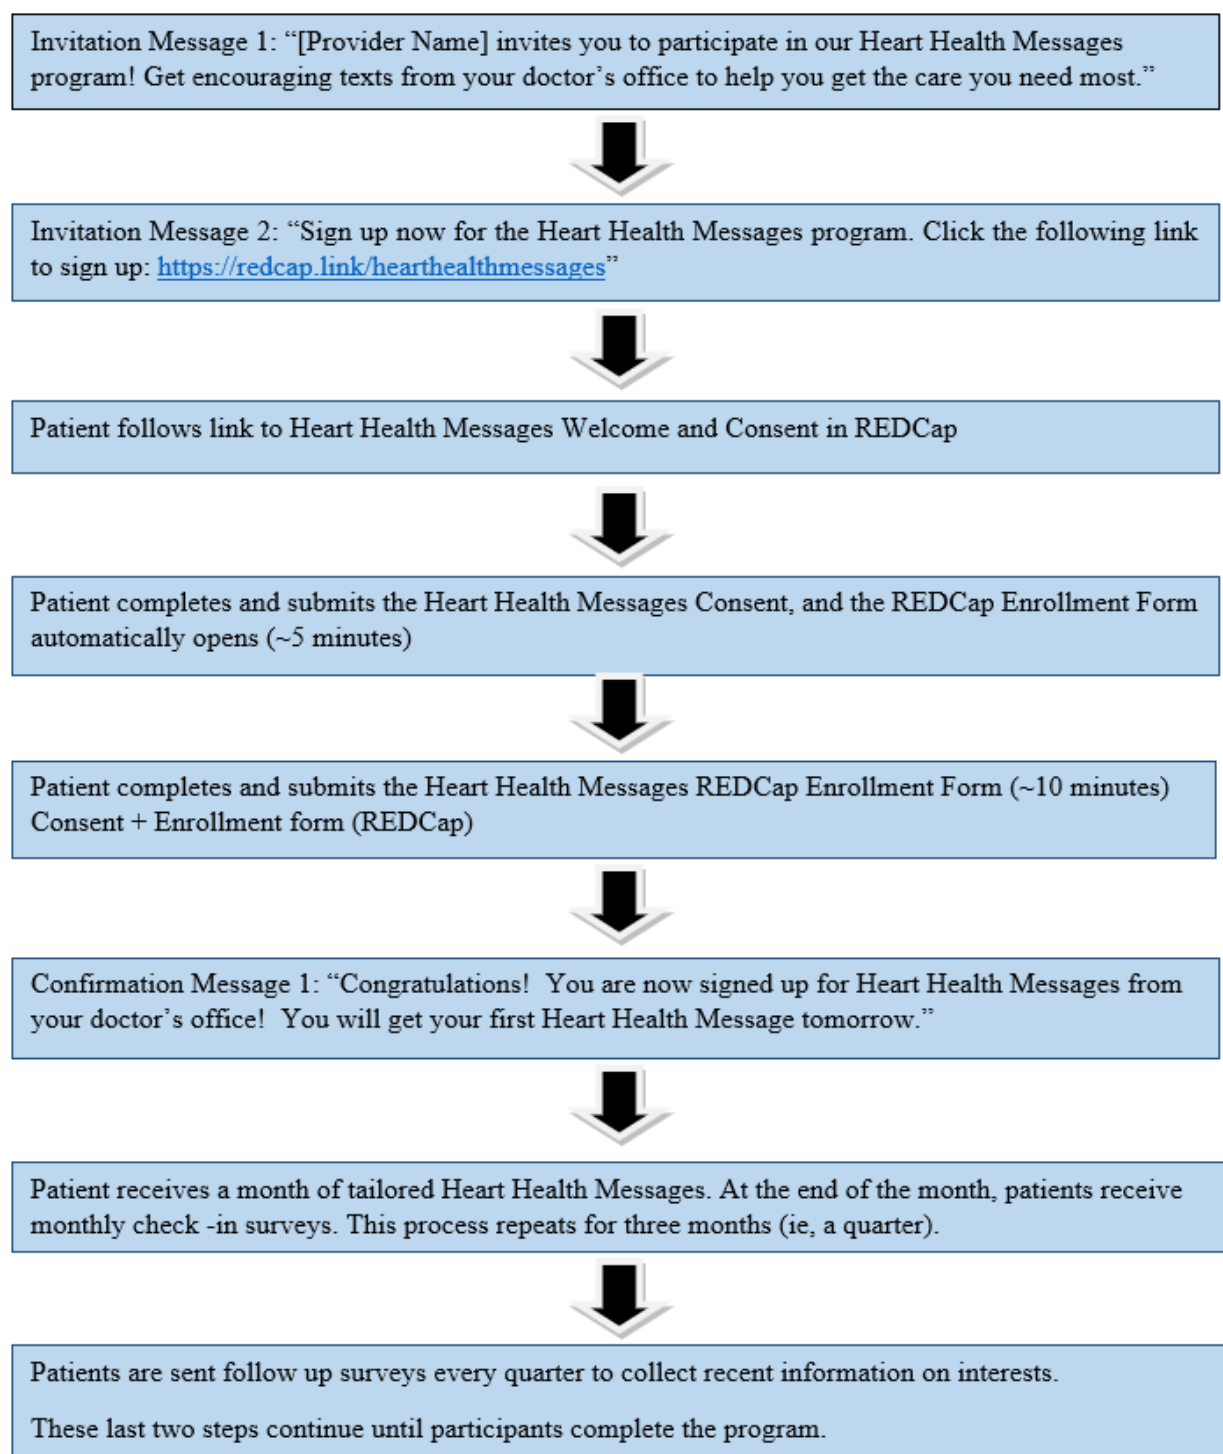 Invitation Message 1: “[Provider Name] invites you to participate in our Heart Health Messages
program! Get encouraging texts from your doctor’s office to help you get the care you need most.”
Invitation Message 2: “Sign up now for the Heart Health Messages program. Click the following link
to sign up: https://redcap.link/hearthealthmessages”
Patient follows link to Heart Health Messages Welcome and Consent in REDCap
Patient completes and submits the Heart Health Messages Consent, and the REDCap Enrollment Form
automatically opens (~5 minutes)
Patient completes and submits the Heart Health Messages REDCap Enrollment Form (~10 minutes)
Consent + Enrollment form (REDCap)
Confirmation Message 1: “Congratulations!  You are now signed up for Heart Health Messages from
your doctor’s office!  You will get your first Heart Health Message tomorrow.”
Patient receives a month of tailored Heart Health Messages. At the end of the month, patients receive
monthly check -in surveys. This process repeats for three months (ie, a quarter).
Patients are sent follow up surveys every quarter to collect recent information on interests.
These last two steps continue until participants complete the program.